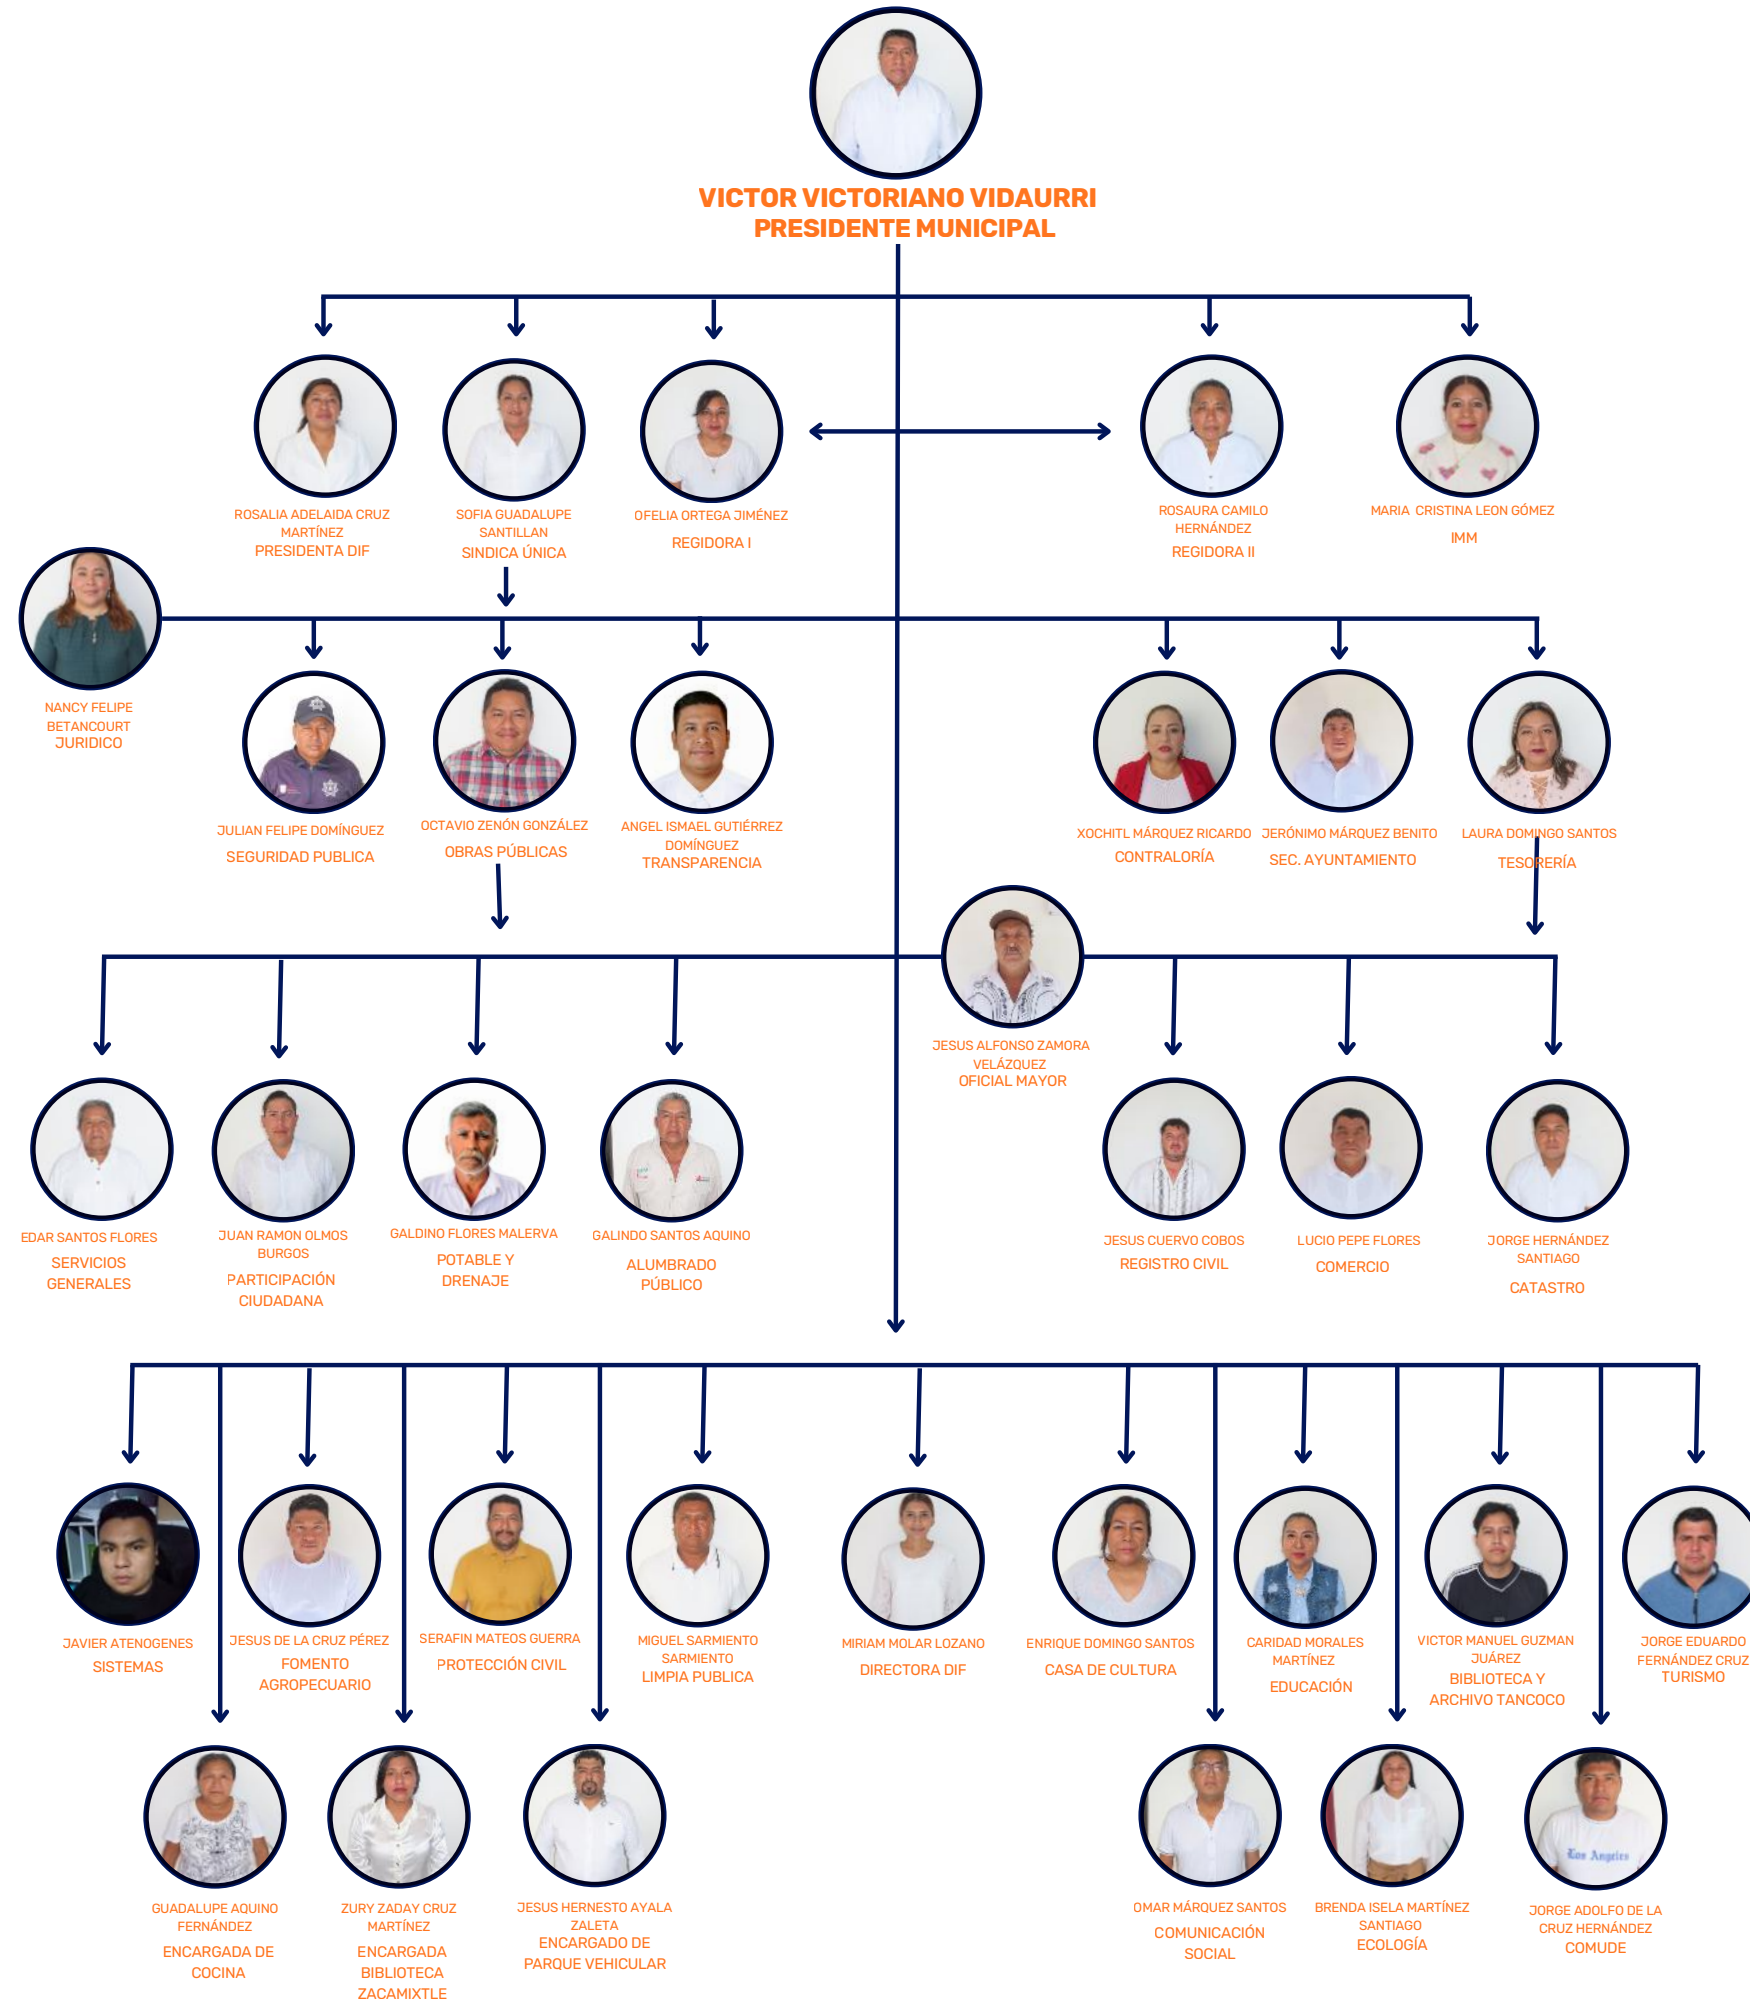 VICTOR VICTORIANO VIDAURRI
PRESIDENTE MUNICIPAL
ROSALIA ADELAIDA CRUZ
MARTÍNEZ
PRESIDENTA DIF
SOFIA GUADALUPE
SANTILLAN
SINDICA ÚNICA
OFELIA ORTEGA JIMÉNEZ
REGIDORA I
ROSAURA CAMILO
HERNÁNDEZ
REGIDORA II
MARIA CRISTINA LEON GÓMEZ
IMM
NANCY FELIPE
BETANCOURT
JURIDICO
JULIAN FELIPE DOMÍNGUEZ
SEGURIDAD PUBLICA
OCTAVIO ZENÓN GONZÁLEZ
OBRAS PÚBLICAS
ANGEL ISMAEL GUTIÉRREZ
DOMÍNGUEZ
TRANSPARENCIA
XOCHITL MÁRQUEZ RICARDO
CONTRALORÍA
JERÓNIMO MÁRQUEZ BENITO
SEC. AYUNTAMIENTO
LAURA DOMINGO SANTOS
TESORERÍA
JESUS ALFONSO ZAMORA
VELÁZQUEZ
OFICIAL MAYOR
EDAR SANTOS FLORES
SERVICIOS
GENERALES
JUAN RAMON OLMOS
BURGOS
PARTICIPACIÓN
CIUDADANA
GALDINO FLORES MALERVA
POTABLE Y
DRENAJE
GALINDO SANTOS AQUINO
ALUMBRADO
PÚBLICO
JESUS CUERVO COBOS
REGISTRO CIVIL
LUCIO PEPE FLORES
COMERCIO
JORGE HERNÁNDEZ
SANTIAGO
CATASTRO
JAVIER ATENOGENES
SISTEMAS
JESUS DE LA CRUZ PÉREZ
FOMENTO
AGROPECUARIO
SERAFIN MATEOS GUERRA
PROTECCIÓN CIVIL
MIGUEL SARMIENTO
SARMIENTO
LIMPIA PUBLICA
MIRIAM MOLAR LOZANO
DIRECTORA DIF
ENRIQUE DOMINGO SANTOS
CASA DE CULTURA
CARIDAD MORALES
MARTÍNEZ
EDUCACIÓN
VICTOR MANUEL GUZMAN
JUÁREZ
BIBLIOTECA Y
ARCHIVO TANCOCO
JORGE EDUARDO
FERNÁNDEZ CRUZ
TURISMO
GUADALUPE AQUINO
FERNÁNDEZ
ENCARGADA DE
COCINA
ZURY ZADAY CRUZ
MARTÍNEZ
ENCARGADA
BIBLIOTECA
ZACAMIXTLE
JESUS HERNESTO AYALA
ZALETA
ENCARGADO DE
PARQUE VEHICULAR
OMAR MÁRQUEZ SANTOS
COMUNICACIÓN
SOCIAL
BRENDA ISELA MARTÍNEZ
SANTIAGO
ECOLOGÍA
Los Angeles
JORGE ADOLFO DE LA
CRUZ HERNÁNDEZ
COMUDE